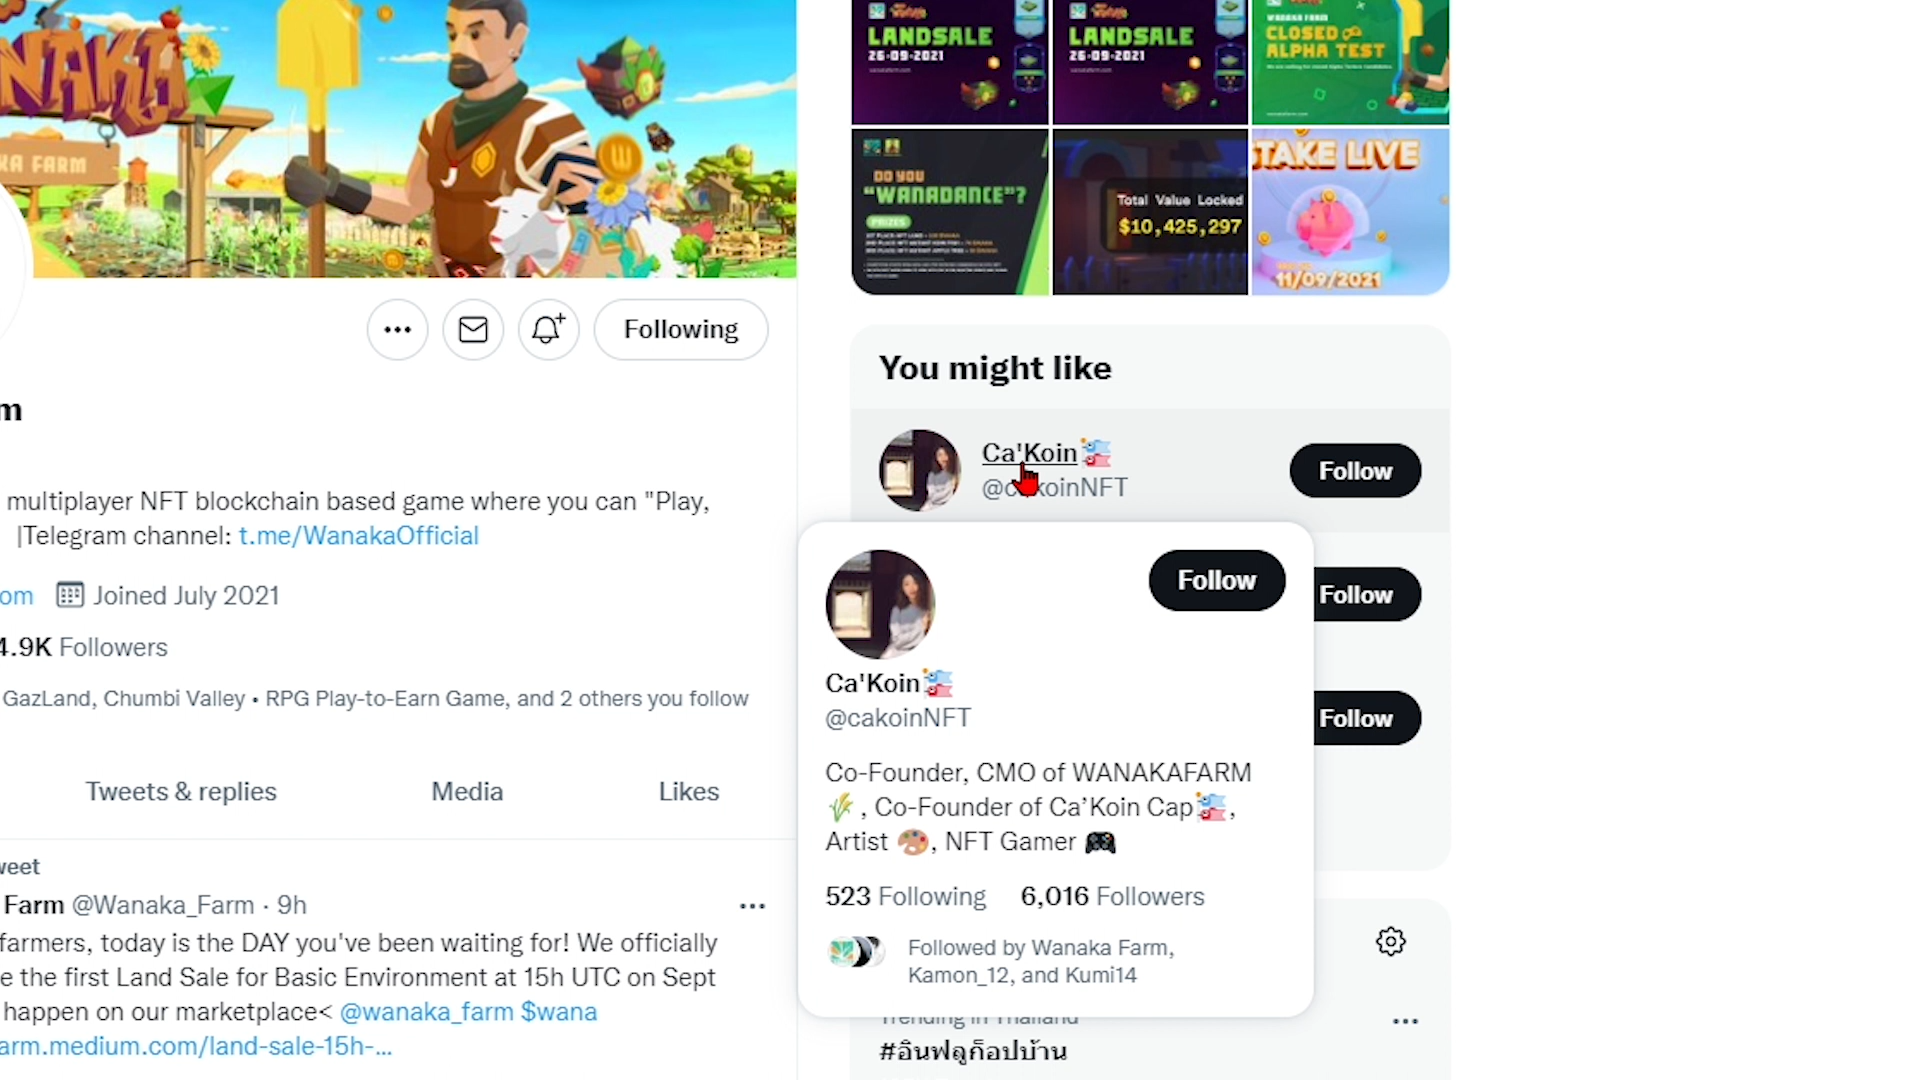 WANAKA
KA FARM
Following
m
multiplayer NFT blockchain based game where you can "Play,
|Telegram channel: t.me/WanakaOfficial
om Joined July 2021
4.9K Followers
GazLand, Chumbi Valley • RPG Play-to-Earn Game, and 2 others you follow
Tweets & replies Media Likes
weet
Farm @Wanaka_Farm · 9h
farmers, today is the DAY you've been waiting for! We officially
e the first Land Sale for Basic Environment at 15h UTC on Sept
happen on our marketplace< @wanaka_farm $wana
arm.medium.com/land-sale-15h-...
LANDSALE
26-09-2021
LANDSALE
26-09-2021
WANAKA FARM
CLOSED
ALPHA TEST
DO YOU
"WANADANCE"?
PRIZES
Total Value Locked
$10,425,297
STAKE LIVE
11/09/2021
You might like
Ca'Koin
@cakoinNFT
Follow
Follow
Follow
Follow
Ca'Koin
@cakoinNFT
Co-Founder, CMO of WANAKAFARM
🌾, Co-Founder of Ca’Koin Cap🎏,
Artist 🎨, NFT Gamer 🎮
523 Following 6,016 Followers
Followed by Wanaka Farm,
Kamon_12, and Kumi14
Trending in Thailand
#อินฟลูก็อปบ้าน